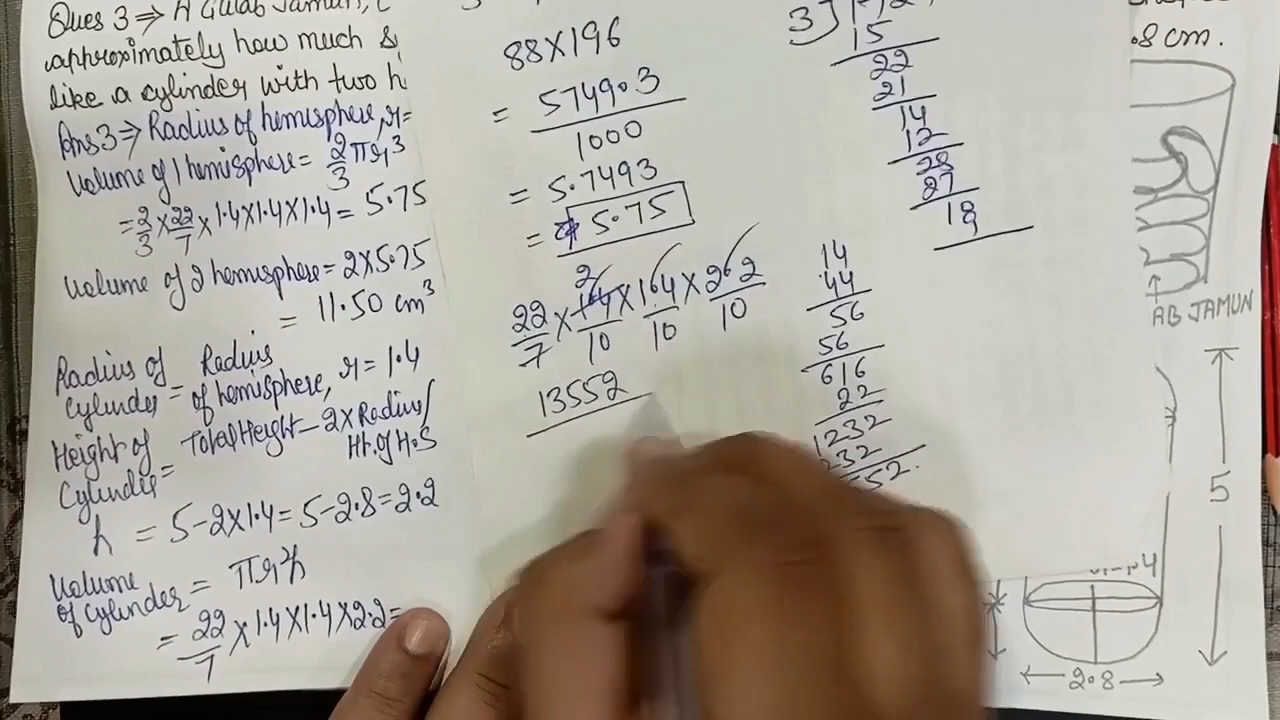 Ques 3 ⇒ A Gulab Jamun, C
approximately how much s
like a cylinder with two h
Ans 3 ⇒ Radius of hemisphere, r=
Volume of 1 hemisphere = 2/3 πr³
= 2/3 × 22/7 × 1.4 × 1.4 × 1.4 = 5.75
Volume of 2 hemisphere = 2 × 5.75
= 11.50 cm³
Radius of Cylinder = Radius of hemisphere, r = 1.4
Height of Cylinder = Total Height - 2 × Radius/
Ht. of H.S
h = 5 - 2 × 1.4 = 5 - 2.8 = 2.2
Volume of cylinder = πr²h
= 22/7 × 1.4 × 1.4 × 2.2 =
88 × 196
= 5749.3
1000
= 5.7493
= 5.75
22/7 × 14/10 × 14/10 × 22/10
2
13552
3
15
22
21
14
12
28
27
18
14
44
56
56
616
22
1232
232
52
.8 cm.
AB JAMUN
5
2.8